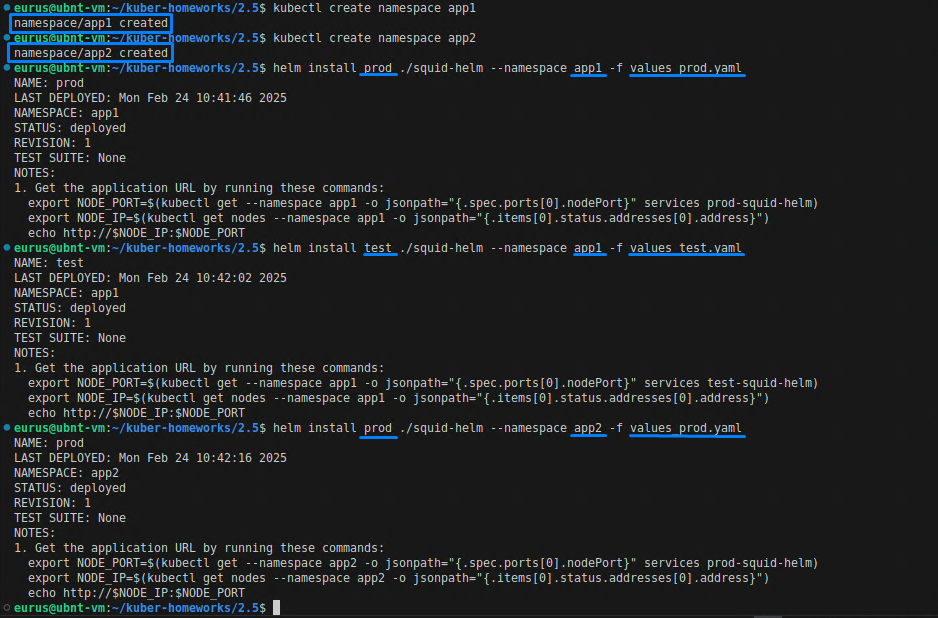 eurus@ubnt-vm:~/kuber-homeworks/2.5$ kubectl create namespace app1
namespace/app1 created
eurus@ubnt-vm:~/kuber-homeworks/2.5$ kubectl create namespace app2
namespace/app2 created
eurus@ubnt-vm:~/kuber-homeworks/2.5$ helm install prod ./squid-helm --namespace app1 -f values_prod.yaml
NAME: prod
LAST DEPLOYED: Mon Feb 24 10:41:46 2025
NAMESPACE: app1
STATUS: deployed
REVISION: 1
TEST SUITE: None
NOTES:
1. Get the application URL by running these commands:
  export NODE_PORT=$(kubectl get --namespace app1 -o jsonpath="{.spec.ports[0].nodePort}" services prod-squid-helm)
  export NODE_IP=$(kubectl get nodes --namespace app1 -o jsonpath="{.items[0].status.addresses[0].address}")
  echo http://$NODE_IP:$NODE_PORT
eurus@ubnt-vm:~/kuber-homeworks/2.5$ helm install test ./squid-helm --namespace app1 -f values_test.yaml
NAME: test
LAST DEPLOYED: Mon Feb 24 10:42:02 2025
NAMESPACE: app1
STATUS: deployed
REVISION: 1
TEST SUITE: None
NOTES:
1. Get the application URL by running these commands:
  export NODE_PORT=$(kubectl get --namespace app1 -o jsonpath="{.spec.ports[0].nodePort}" services test-squid-helm)
  export NODE_IP=$(kubectl get nodes --namespace app1 -o jsonpath="{.items[0].status.addresses[0].address}")
  echo http://$NODE_IP:$NODE_PORT
eurus@ubnt-vm:~/kuber-homeworks/2.5$ helm install prod ./squid-helm --namespace app2 -f values_prod.yaml
NAME: prod
LAST DEPLOYED: Mon Feb 24 10:42:16 2025
NAMESPACE: app2
STATUS: deployed
REVISION: 1
TEST SUITE: None
NOTES:
1. Get the application URL by running these commands:
  export NODE_PORT=$(kubectl get --namespace app2 -o jsonpath="{.spec.ports[0].nodePort}" services prod-squid-helm)
  export NODE_IP=$(kubectl get nodes --namespace app2 -o jsonpath="{.items[0].status.addresses[0].address}")
  echo http://$NODE_IP:$NODE_PORT
eurus@ubnt-vm:~/kuber-homeworks/2.5$